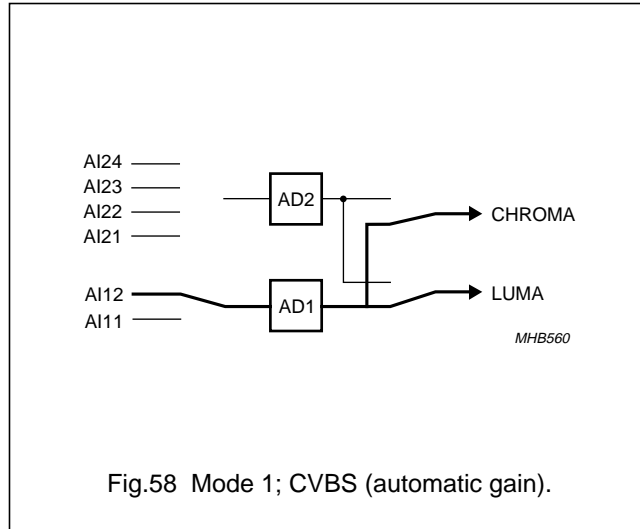 AI24
AI23
AI22
AI21
AD2
CHROMA
AI12
AI11
AD1
LUMA
MHB560
Fig.58 Mode 1; CVBS (automatic gain).